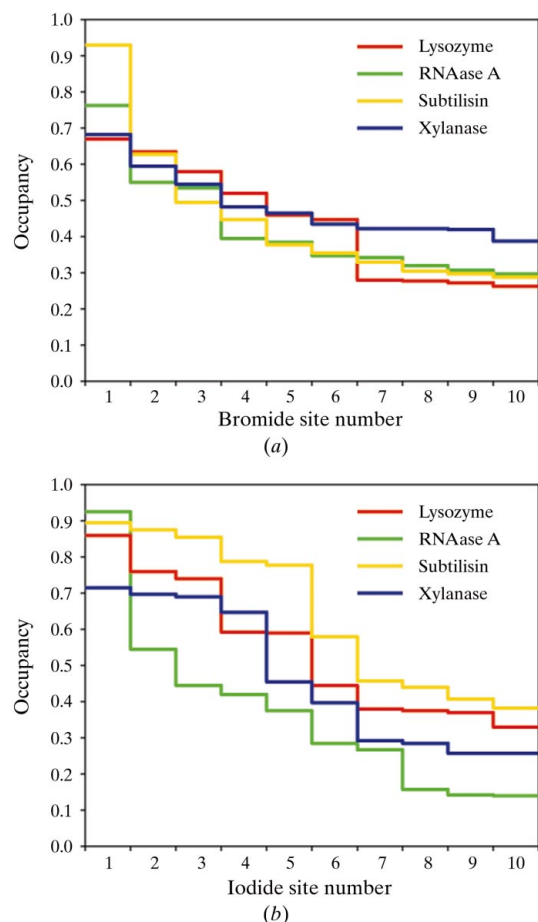 1.0
0.9
0.8
0.7
0.6
0.5
0.4
0.3
0.2
0.1
0.0
Occupancy
Lysozyme
RNAase A
Subtilisin
Xylanase
1 2 3 4 5 6 7 8 9 10
Bromide site number
(a)
1.0
0.9
0.8
0.7
0.6
0.5
0.4
0.3
0.2
0.1
0.0
Occupancy
Lysozyme
RNAase A
Subtilisin
Xylanase
1 2 3 4 5 6 7 8 9 10
Iodide site number
(b)